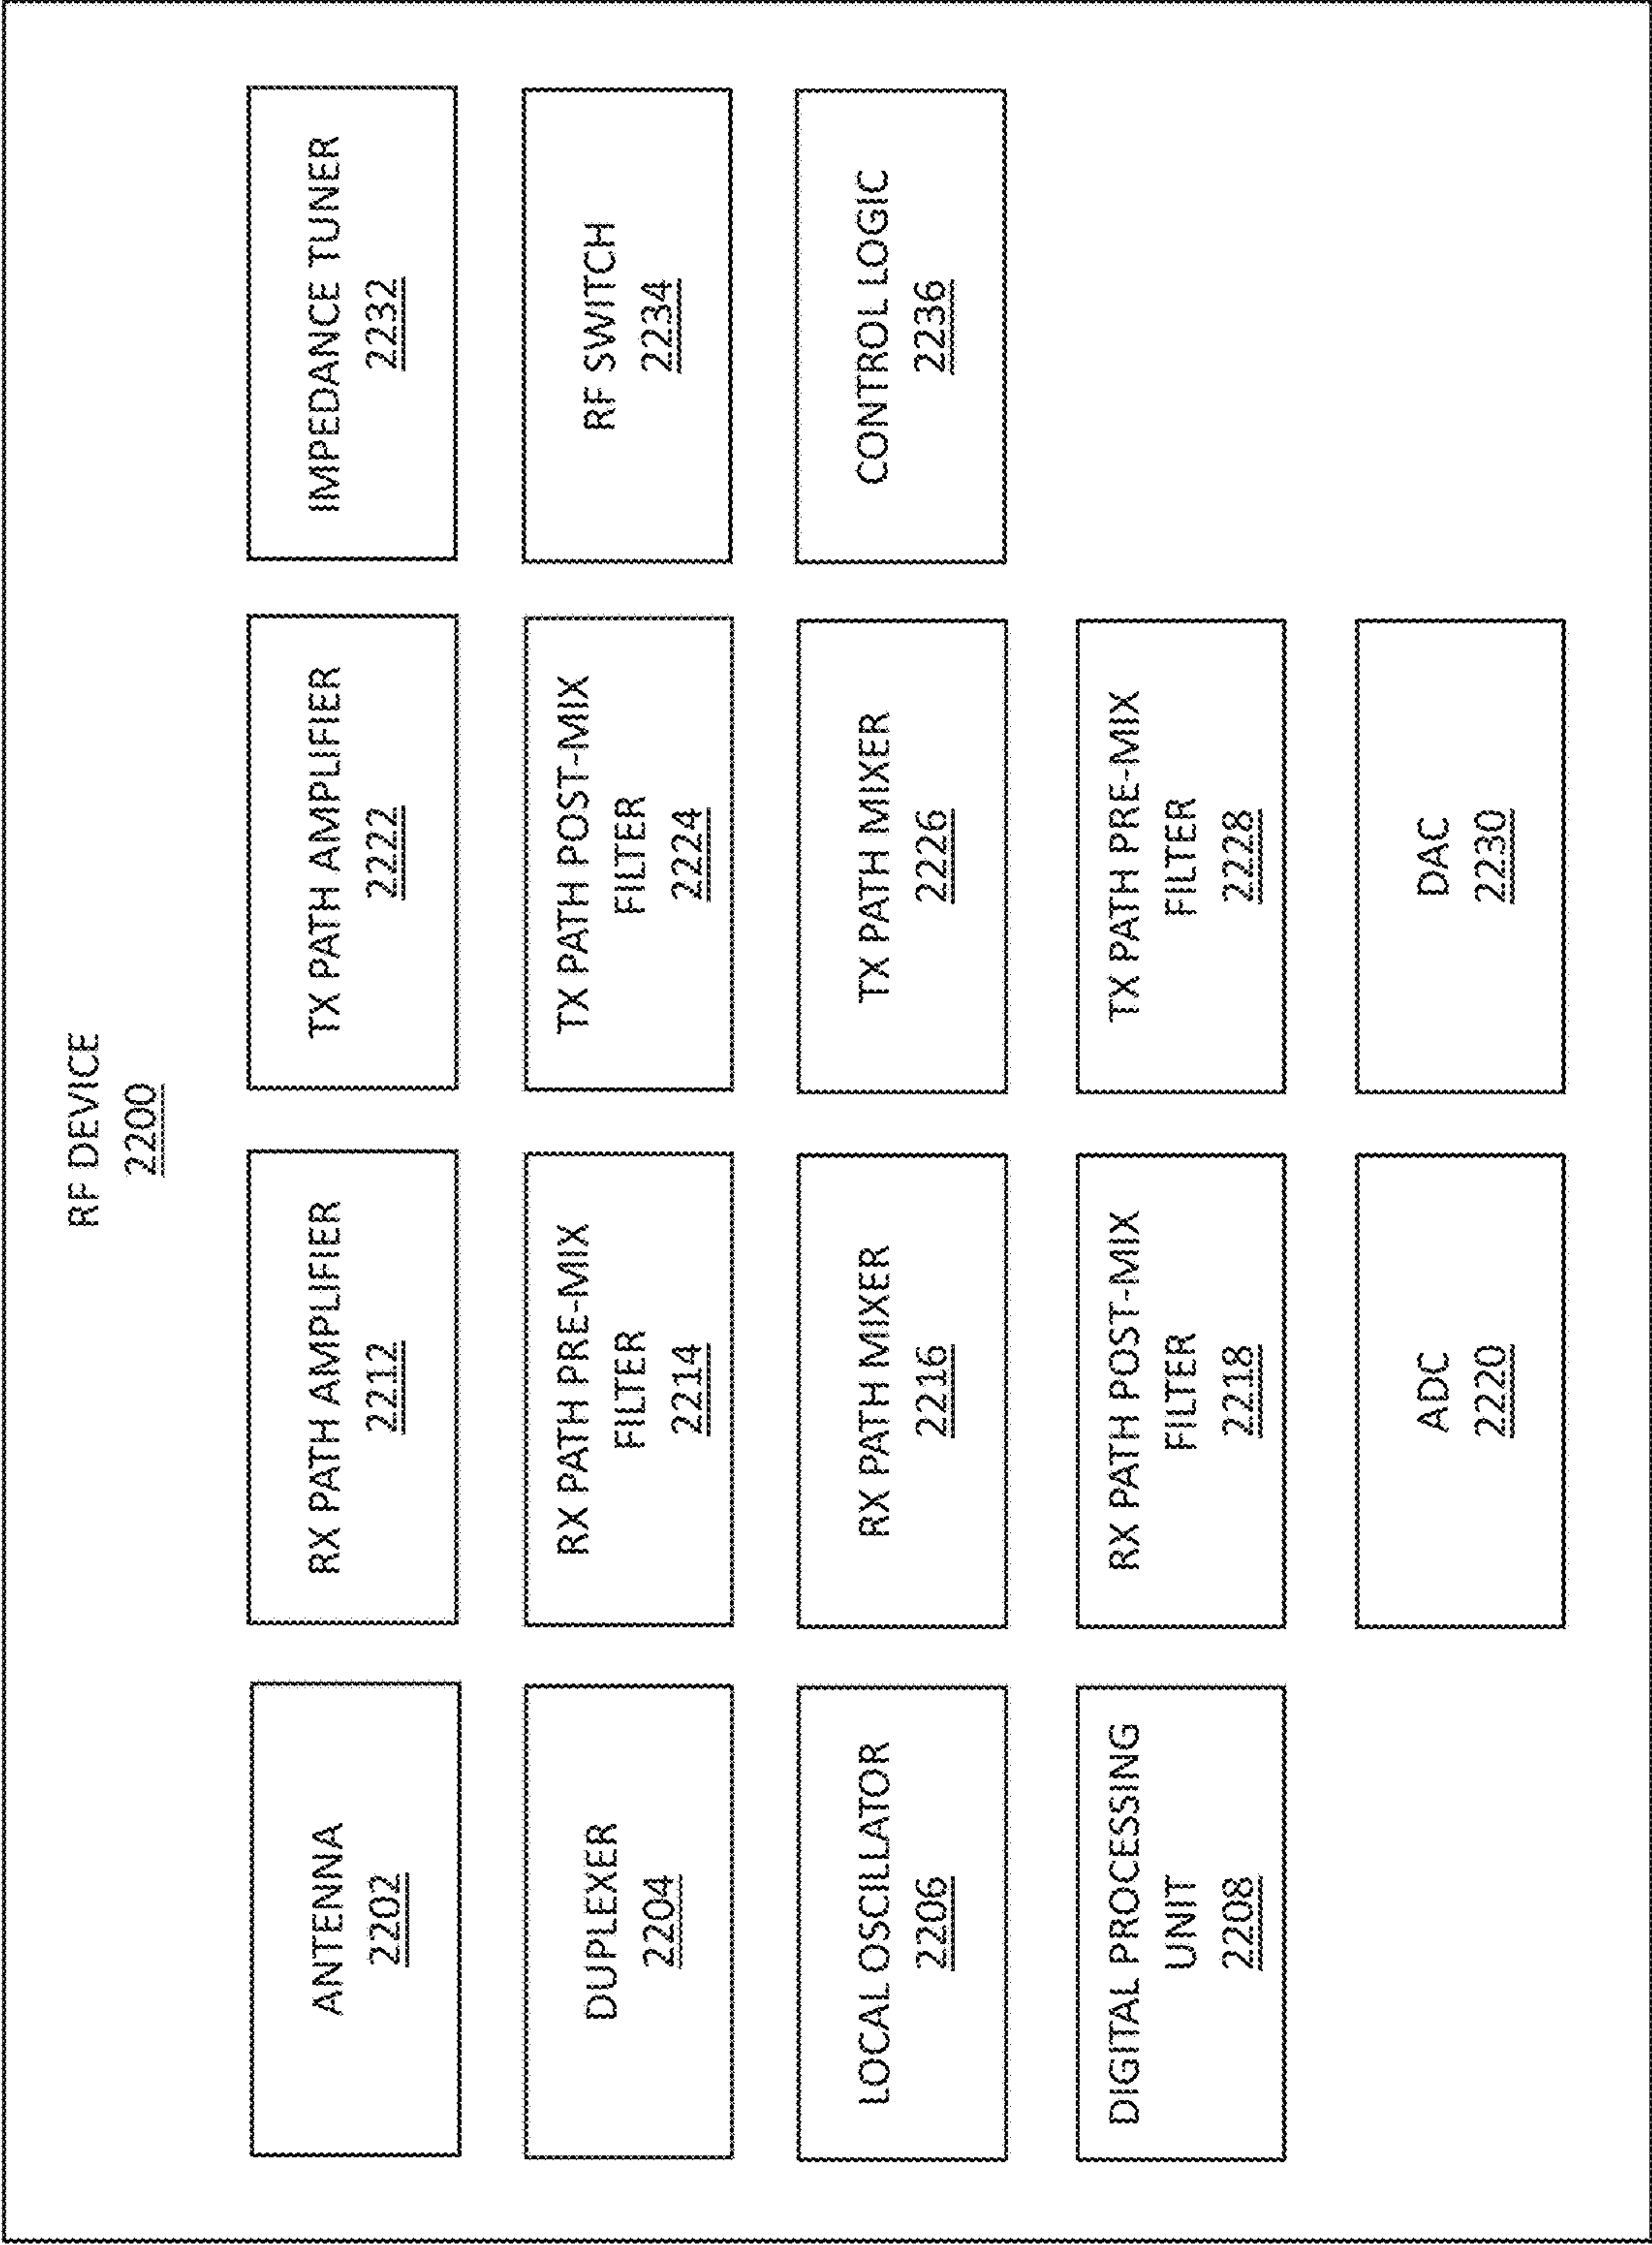 RF DEVICE
2200
ANTENNA
2202
DUPLEXER
2204
LOCAL OSCILLATOR
2206
DIGITAL PROCESSING
UNIT
2208
RX PATH AMPLIFIER
2212
RX PATH PRE-MIX
FILTER
2214
RX PATH MIXER
2216
RX PATH POST-MIX
FILTER
2218
ADC
2220
TX PATH AMPLIFIER
2222
TX PATH POST-MIX
FILTER
2224
TX PATH MIXER
2226
TX PATH PRE-MIX
FILTER
2228
DAC
2230
IMPEDANCE TUNER
2232
RF SWITCH
2234
CONTROL LOGIC
2236